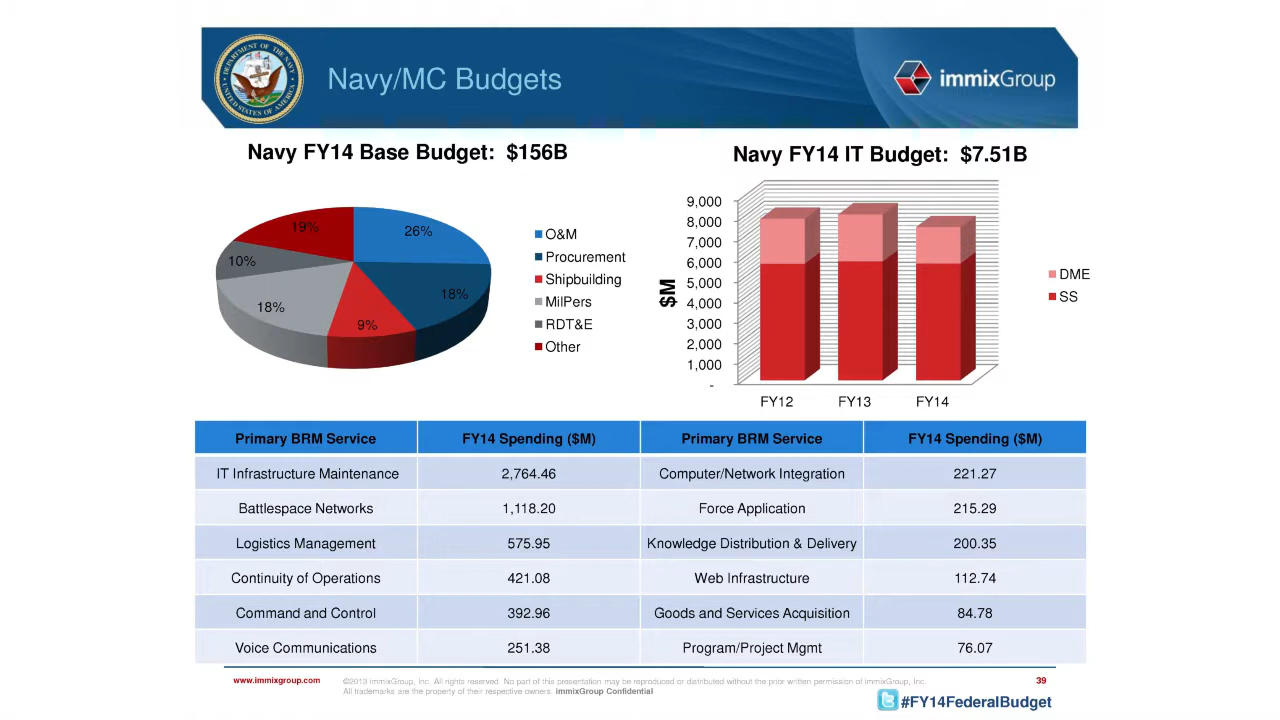 Navy/MC Budgets
DEPARTMENT OF THE NAVY
UNITED STATES OF AMERICA
immixGroup
Navy FY14 Base Budget: $156B
Navy FY14 IT Budget: $7.51B
26%
18%
9%
18%
10%
19%
O&M
Procurement
Shipbuilding
MilPers
RDT&E
Other
$M
9,000
8,000
7,000
6,000
5,000
4,000
3,000
2,000
1,000
-
FY12 FY13 FY14
DME
SS
Primary BRM Service FY14 Spending ($M) Primary BRM Service FY14 Spending ($M)
IT Infrastructure Maintenance 2,764.46 Computer/Network Integration 221.27
Battlespace Networks 1,118.20 Force Application 215.29
Logistics Management 575.95 Knowledge Distribution & Delivery 200.35
Continuity of Operations 421.08 Web Infrastructure 112.74
Command and Control 392.96 Goods and Services Acquisition 84.78
Voice Communications 251.38 Program/Project Mgmt 76.07
www.immixgroup.com ©2013 immixGroup, Inc. All rights reserved. No part of this presentation may be reproduced or distributed without the prior written permission of immixGroup, Inc. 39
All trademarks are the property of their respective owners. immixGroup Confidential
#FY14FederalBudget